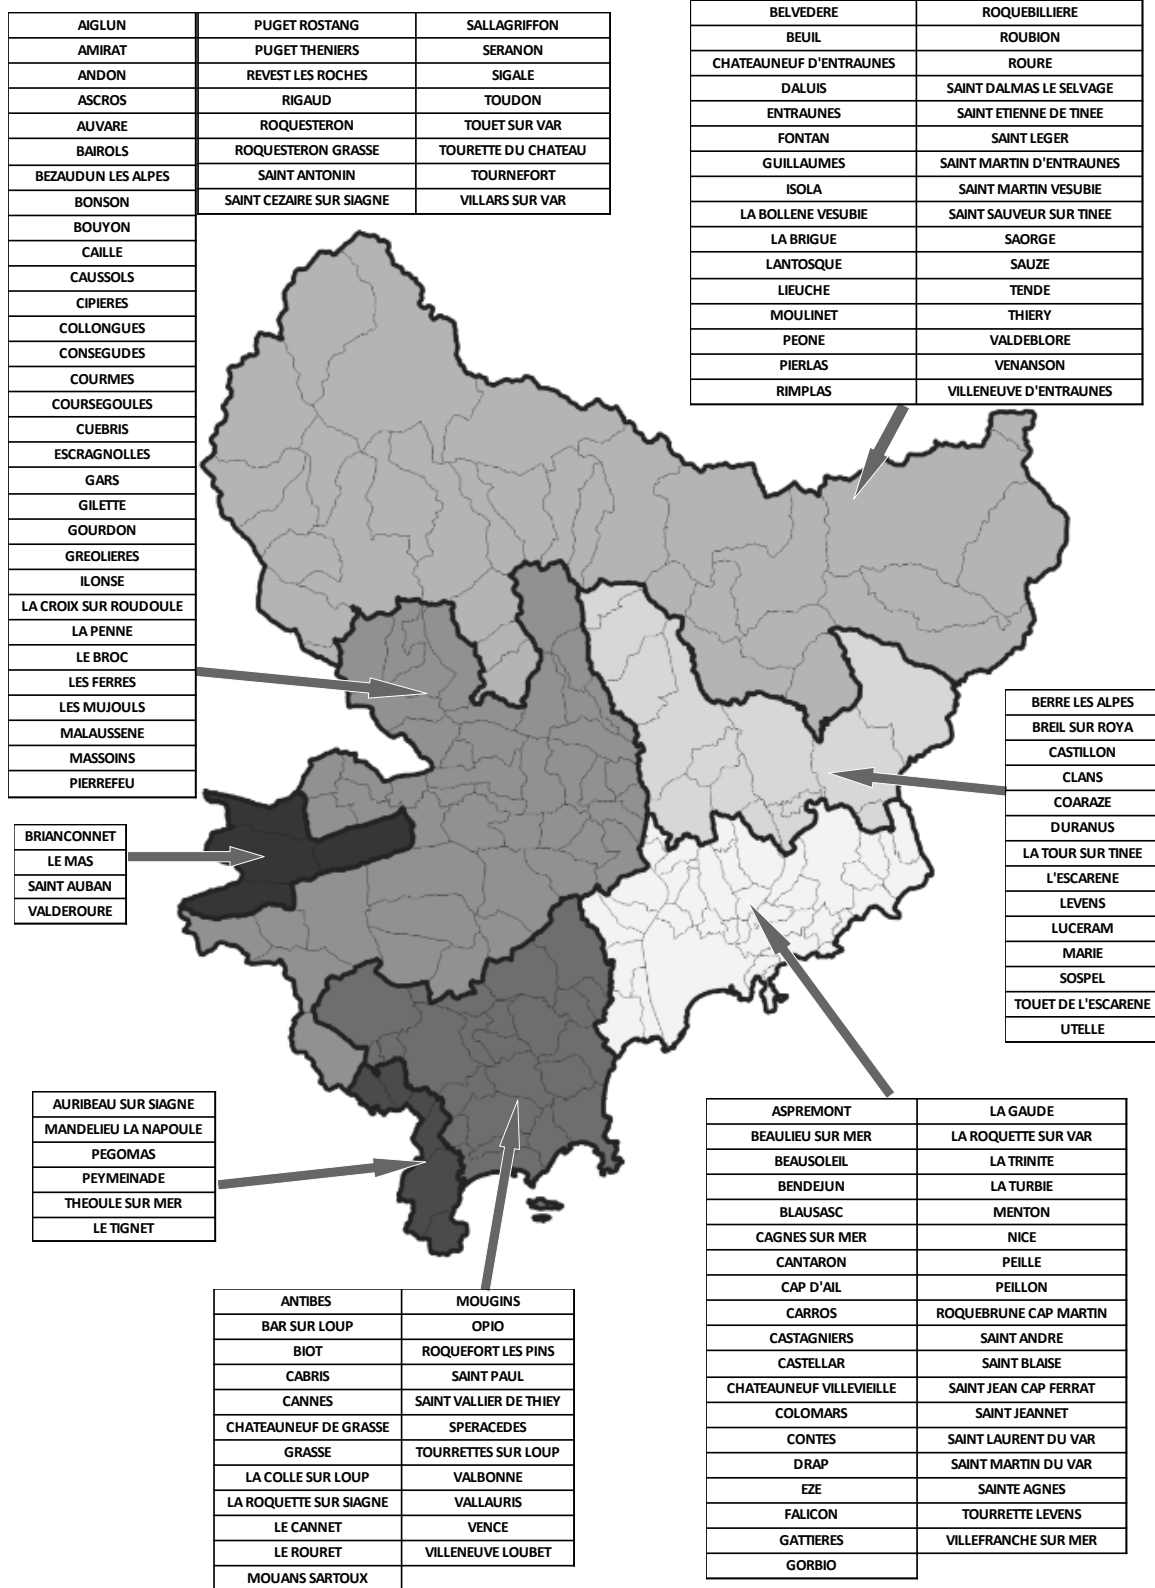 AIGLUN PUGET ROSTANG SALLAGRIFFON
AMIRAT PUGET THENIERS SERANON
ANDON REVEST LES ROCHES SIGALE
ASCROS RIGAUD TOUDON
AUVARE ROQUESTERON TOUET SUR VAR
BAIROLS ROQUESTERON GRASSE TOURETTE DU CHATEAU
BEZAUDUN LES ALPES SAINT ANTONIN TOURNEFORT
BONSON SAINT CEZAIRE SUR SIAGNE VILLARS SUR VAR
BOUYON
CAILLE
CAUSSOLS
CIPIERES
COLLONGUES
CONSEGUDES
COURMES
COURSEGOULES
CUEBRIS
ESCRAGNOLLES
GARS
GILETTE
GOURDON
GREOLIERES
ILONSE
LA CROIX SUR ROUDOULE
LA PENNE
LE BROC
LES FERRES
LES MUJOULS
MALAUSSENE
MASSOINS
PIERREFEU
BELVEDERE ROQUEBILLIERE
BEUIL ROUBION
CHATEAUNEUF D'ENTRAUNES ROURE
DALUIS SAINT DALMAS LE SELVAGE
ENTRAUNES SAINT ETIENNE DE TINEE
FONTAN SAINT LEGER
GUILLAUMES SAINT MARTIN D'ENTRAUNES
ISOLA SAINT MARTIN VESUBIE
LA BOLLENE VESUBIE SAINT SAUVEUR SUR TINEE
LA BRIGUE SAORGE
LANTOSQUE SAUZE
LIEUCHE TENDE
MOULINET THIERY
PEONE VALDEBLORE
PIERLAS VENANSON
RIMPLAS VILLENEUVE D'ENTRAUNES
BERRE LES ALPES
BREIL SUR ROYA
CASTILLON
CLANS
COARAZE
DURANUS
LA TOUR SUR TINEE
L'ESCARENE
LEVENS
LUCERAM
MARIE
SOSPEL
TOUET DE L'ESCARENE
UTELLE
BRIANCONNET
LE MAS
SAINT AUBAN
VALDEROURE
AURIBEAU SUR SIAGNE
MANDELIEU LA NAPOULE
PEGOMAS
PEYMEINADE
THEOULE SUR MER
LE TIGNET
ANTIBES MOUGINS
BAR SUR LOUP OPIO
BIOT ROQUEFORT LES PINS
CABRIS SAINT PAUL
CANNES SAINT VALLIER DE THIEY
CHATEAUNEUF DE GRASSE SPERACEDES
GRASSE TOURRETTES SUR LOUP
LA COLLE SUR LOUP VALBONNE
LA ROQUETTE SUR SIAGNE VALLAURIS
LE CANNET VENCE
LE ROURET VILLENEUVE LOUBET
MOUANS SARTOUX
ASPREMONT LA GAUDE
BEAULIEU SUR MER LA ROQUETTE SUR VAR
BEAUSOLEIL LA TRINITE
BENDEJUN LA TURBIE
BLAUSASC MENTON
CAGNES SUR MER NICE
CANTARON PEILLE
CAP D'AIL PEILLON
CARROS ROQUEBRUNE CAP MARTIN
CASTAGNIERS SAINT ANDRE
CASTELLAR SAINT BLAISE
CHATEAUNEUF VILLEVIEILLE SAINT JEAN CAP FERRAT
COLOMARS SAINT JEANNET
CONTES SAINT LAURENT DU VAR
DRAP SAINT MARTIN DU VAR
EZE SAINTE AGNES
FALICON TOURRETTE LEVENS
GATTIERES VILLEFRANCHE SUR MER
GORBIO